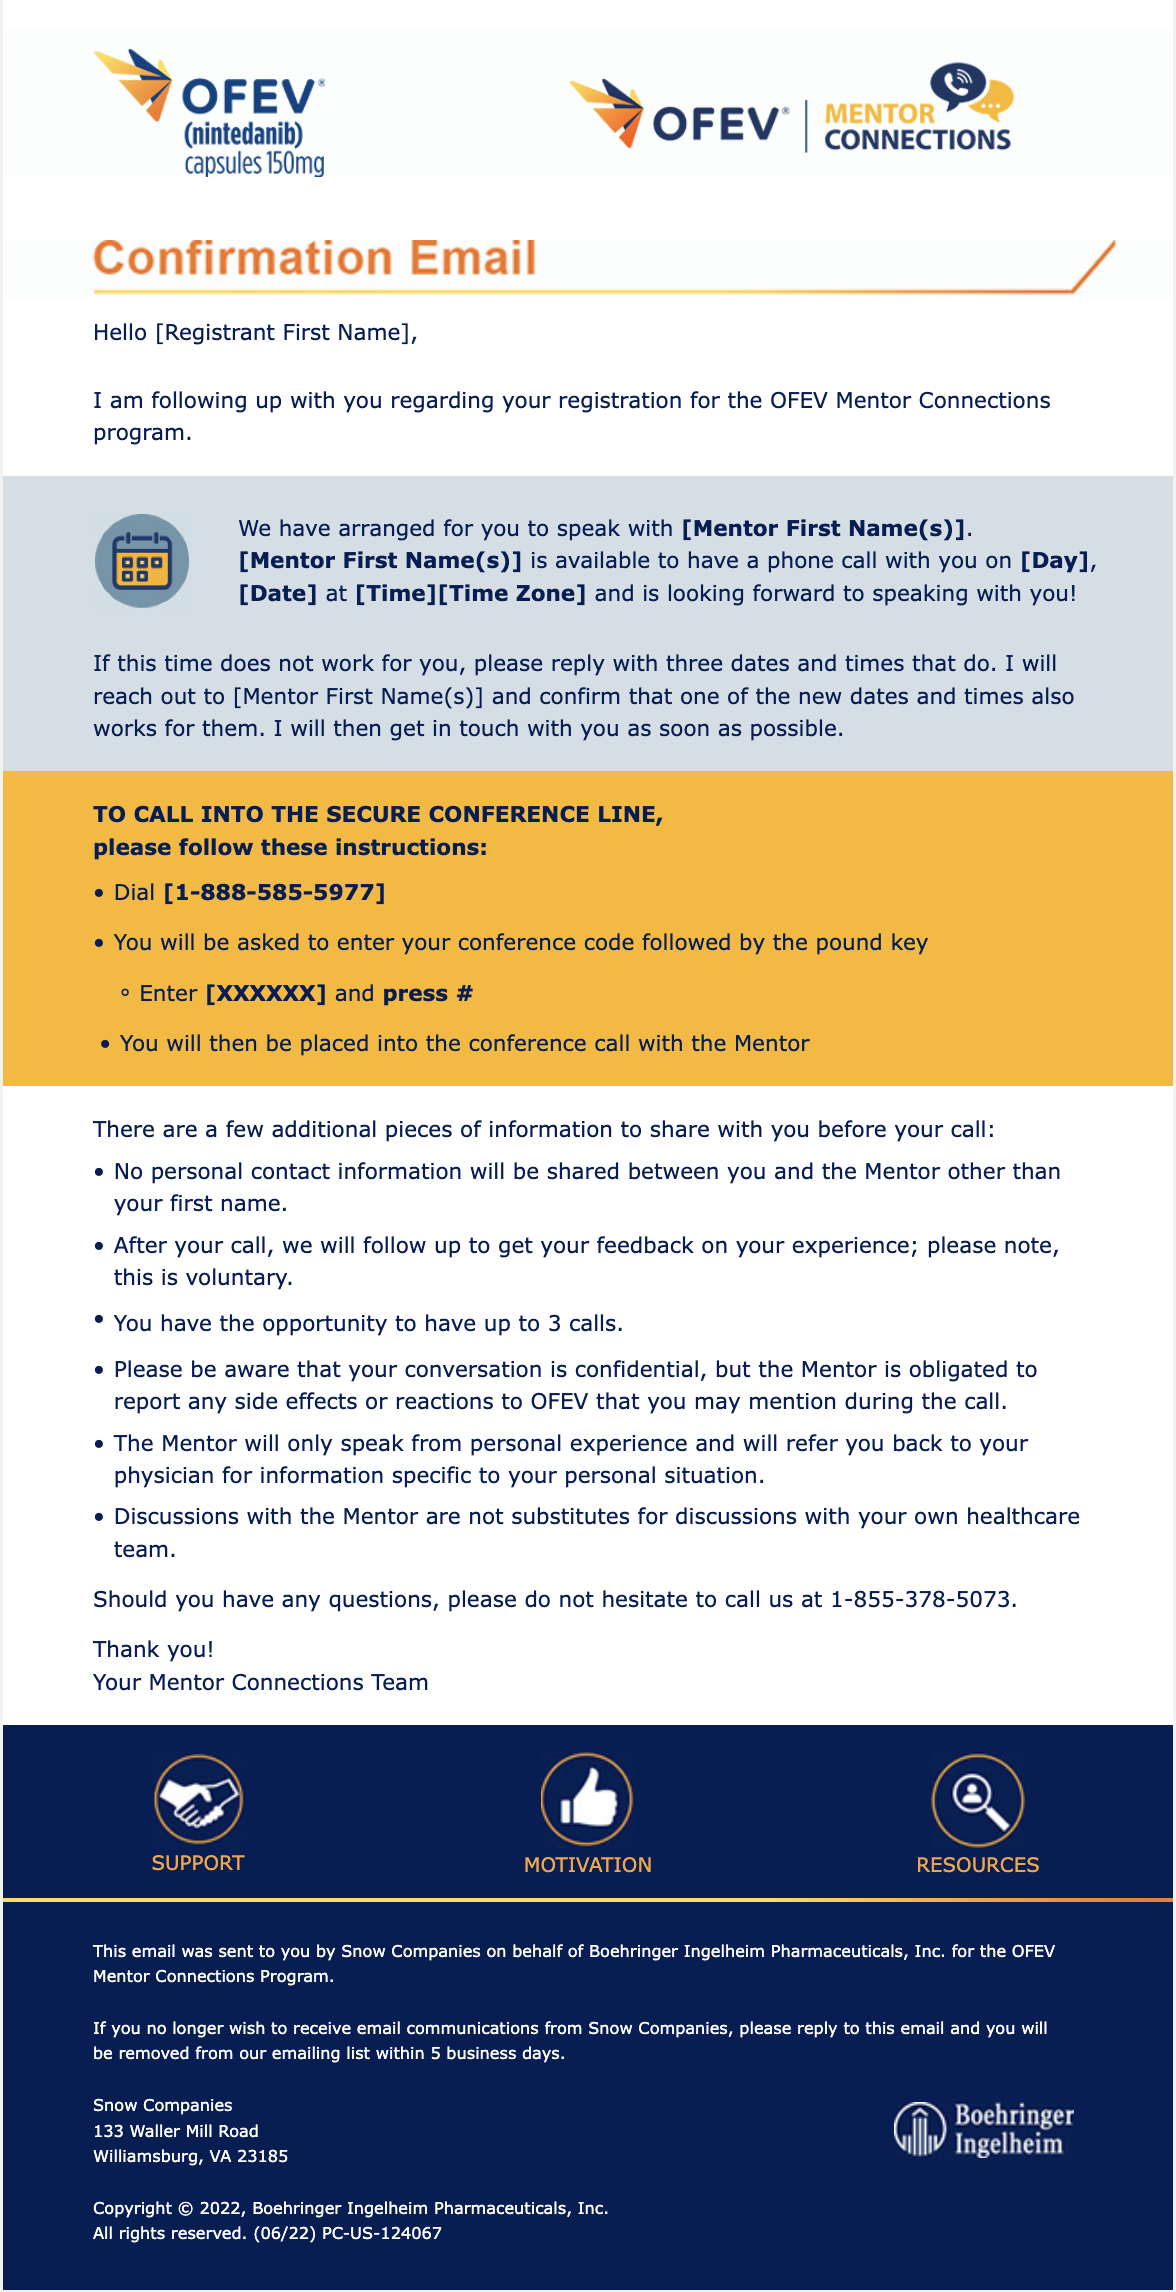 OFEV®
(nintedanib)
capsules 150mg
OFEV® | MENTOR
CONNECTIONS
Confirmation Email
Hello [Registrant First Name],
I am following up with you regarding your registration for the OFEV Mentor Connections
program.
We have arranged for you to speak with [Mentor First Name(s)].
[Mentor First Name(s)] is available to have a phone call with you on [Day],
[Date] at [Time][Time Zone] and is looking forward to speaking with you!
If this time does not work for you, please reply with three dates and times that do. I will
reach out to [Mentor First Name(s)] and confirm that one of the new dates and times also
works for them. I will then get in touch with you as soon as possible.
TO CALL INTO THE SECURE CONFERENCE LINE,
please follow these instructions:
• Dial [1-888-585-5977]
• You will be asked to enter your conference code followed by the pound key
◦ Enter [XXXXXX] and press #
• You will then be placed into the conference call with the Mentor
There are a few additional pieces of information to share with you before your call:
• No personal contact information will be shared between you and the Mentor other than
your first name.
• After your call, we will follow up to get your feedback on your experience; please note,
this is voluntary.
• You have the opportunity to have up to 3 calls.
• Please be aware that your conversation is confidential, but the Mentor is obligated to
report any side effects or reactions to OFEV that you may mention during the call.
• The Mentor will only speak from personal experience and will refer you back to your
physician for information specific to your personal situation.
• Discussions with the Mentor are not substitutes for discussions with your own healthcare
team.
Should you have any questions, please do not hesitate to call us at 1-855-378-5073.
Thank you!
Your Mentor Connections Team
SUPPORT
MOTIVATION
RESOURCES
This email was sent to you by Snow Companies on behalf of Boehringer Ingelheim Pharmaceuticals, Inc. for the OFEV
Mentor Connections Program.
If you no longer wish to receive email communications from Snow Companies, please reply to this email and you will
be removed from our emailing list within 5 business days.
Snow Companies
133 Waller Mill Road
Williamsburg, VA 23185
Boehringer
Ingelheim
Copyright © 2022, Boehringer Ingelheim Pharmaceuticals, Inc.
All rights reserved. (06/22) PC-US-124067